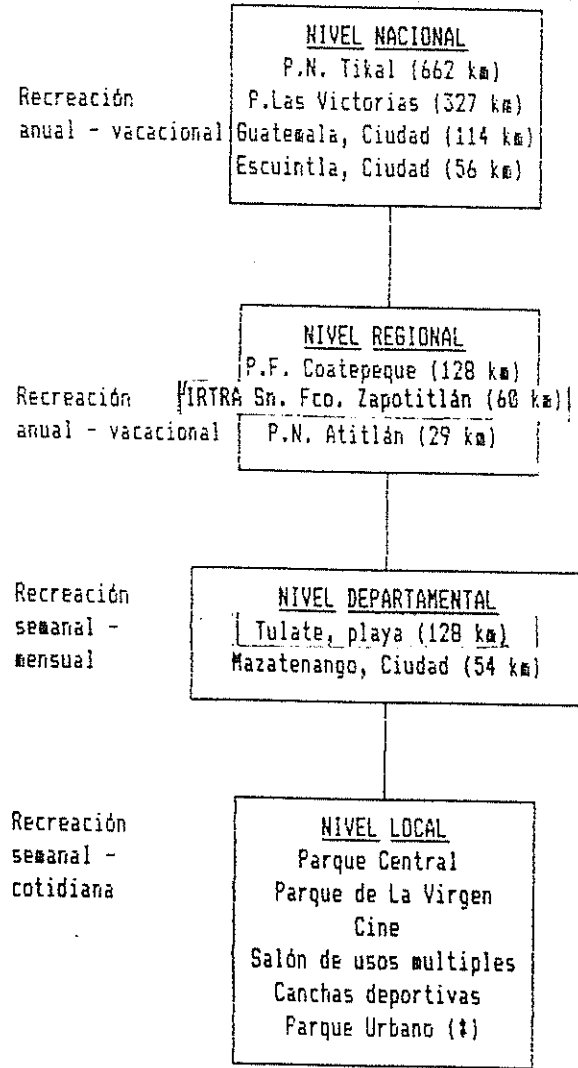 NIVEL NACIONAL
P.N. Tikal (662 km)
P.Las Victorias (327 km)
Guatemala, Ciudad (114 km)
Escuintla, Ciudad (56 km)
Recreación
anual - vacacional
NIVEL REGIONAL
P.F. Coatepeque (128 km)
IRTRA Sn. Fco. Zapotitlán (60 km)
P.N. Atitlán (29 km)
Recreación
anual - vacacional
NIVEL DEPARTAMENTAL
Tulate, playa (128 km)
Mazatenango, Ciudad (54 km)
Recreación
semanal -
mensual
NIVEL LOCAL
Parque Central
Parque de La Virgen
Cine
Salón de usos multiples
Canchas deportivas
Parque Urbano (‡)
Recreación
semanal -
cotidiana